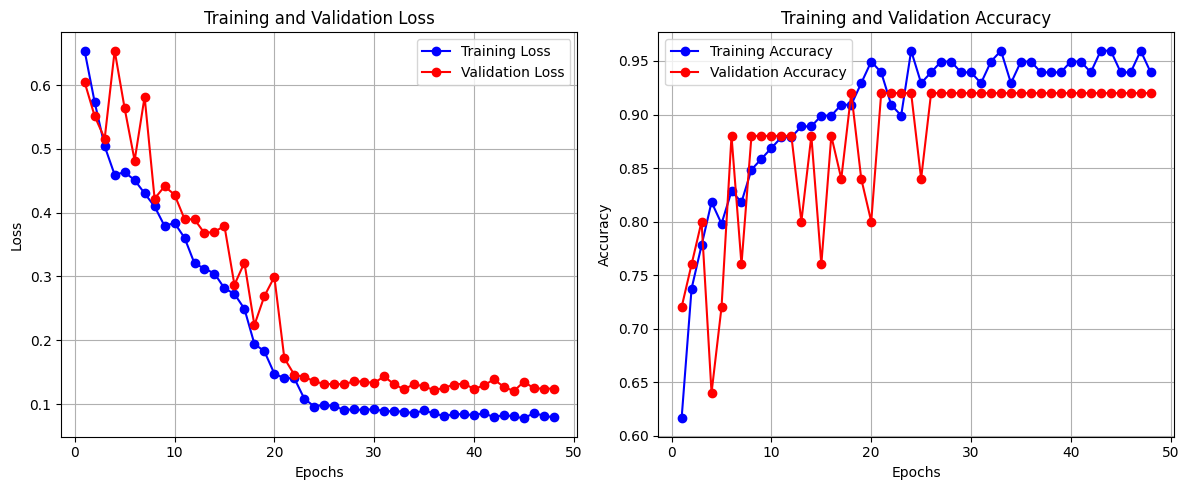 Training and Validation Loss
Training Loss
Validation Loss
0.6
0.5
0.4
0.3
0.2
0.1
Loss
0
10
20
30
40
50
Epochs
Training and Validation Accuracy
Training Accuracy
Validation Accuracy
0.95
0.90
0.85
0.80
0.75
0.70
0.65
0.60
Accuracy
0
10
20
30
40
50
Epochs